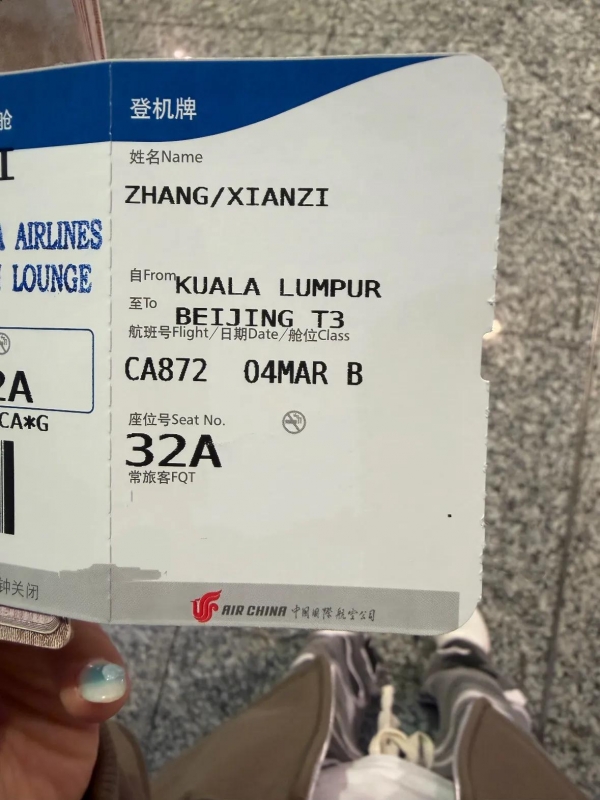 舱
I
登机牌
姓名Name
ZHANG/XIANZI
AIRLINES
LOUNGE
自From KUALA LUMPUR
至To BEIJING T3
航班号Flight/日期Date/舱位Class
CA872 04MAR B
2A
CA*G
座位号Seat No.
32A
常旅客FQT
钟关闭
AIR CHINA 中国国际航空公司